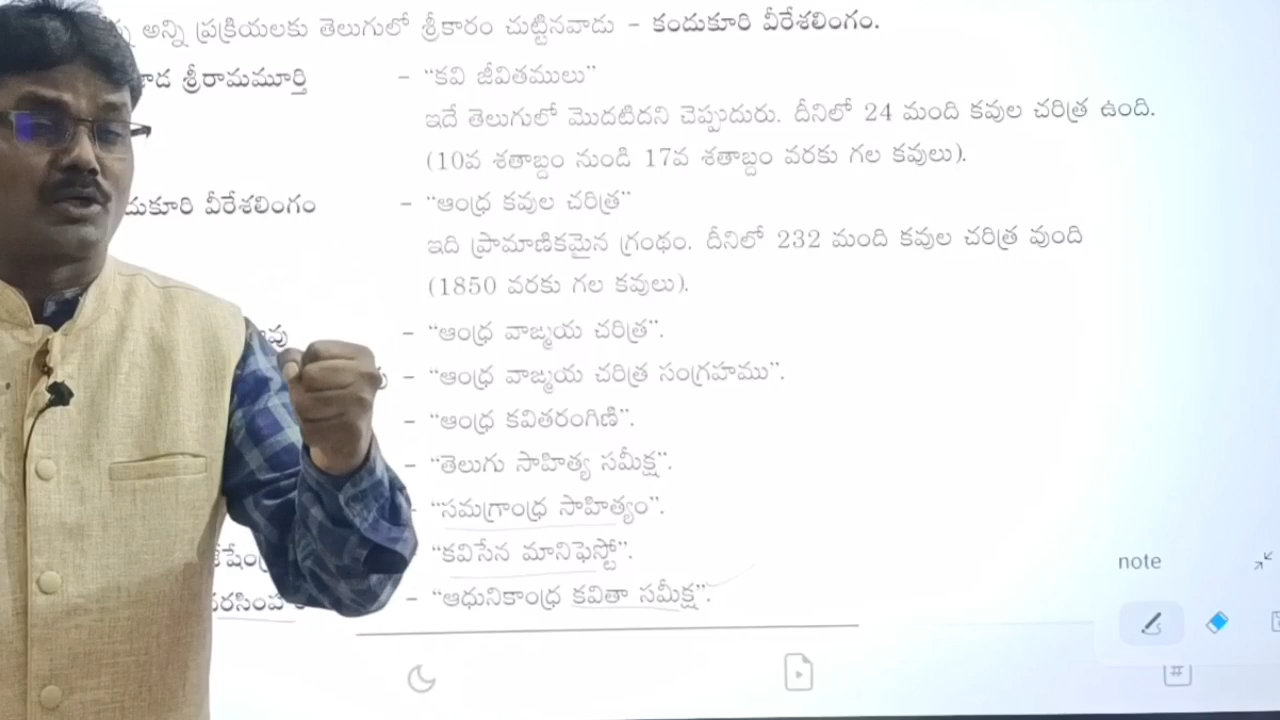 అన్ని ప్రక్రియలకు తెలుగులో శ్రీకారం చుట్టినవాడు – కందుకూరి వీరేశలింగం.
శ్రీరామమూర్తి – “కవి జీవితములు”
ఇదే తెలుగులో మొదటిదని చెప్పుదురు. దీనిలో 24 మంది కవుల చరిత్ర ఉంది.
(10వ శతాబ్దం నుండి 17వ శతాబ్దం వరకు గల కవులు).
దుకూరి వీరేశలింగం – “ఆంధ్ర కవుల చరిత్ర”
ఇది ప్రామాణికమైన గ్రంథం. దీనిలో 232 మంది కవుల చరిత్ర వుంది
(1850 వరకు గల కవులు).
– “ఆంధ్ర వాఙ్మయ చరిత్ర”.
– “ఆంధ్ర వాఙ్మయ చరిత్ర సంగ్రహము”.
– “ఆంధ్ర కవితరంగిణి”.
– “తెలుగు సాహిత్య సమీక్ష”.
- “సమగ్రాంధ్ర సాహిత్యం”.
“కవిసేన మానిఫెస్టో”.
– “ఆధునికాంధ్ర కవితా సమీక్ష”.
note